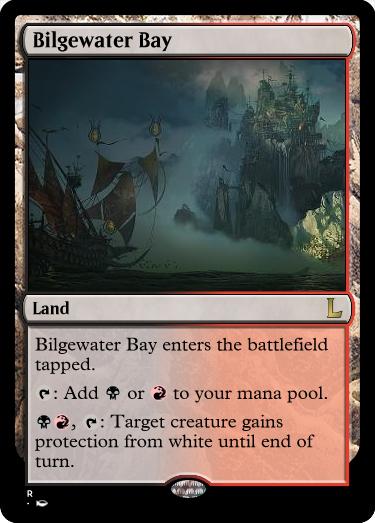 Bilgewater Bay
Land
L
Bilgewater Bay enters the battlefield
tapped.
: Add or to your mana pool.
, : Target creature gains
protection from white until end of
turn.
R